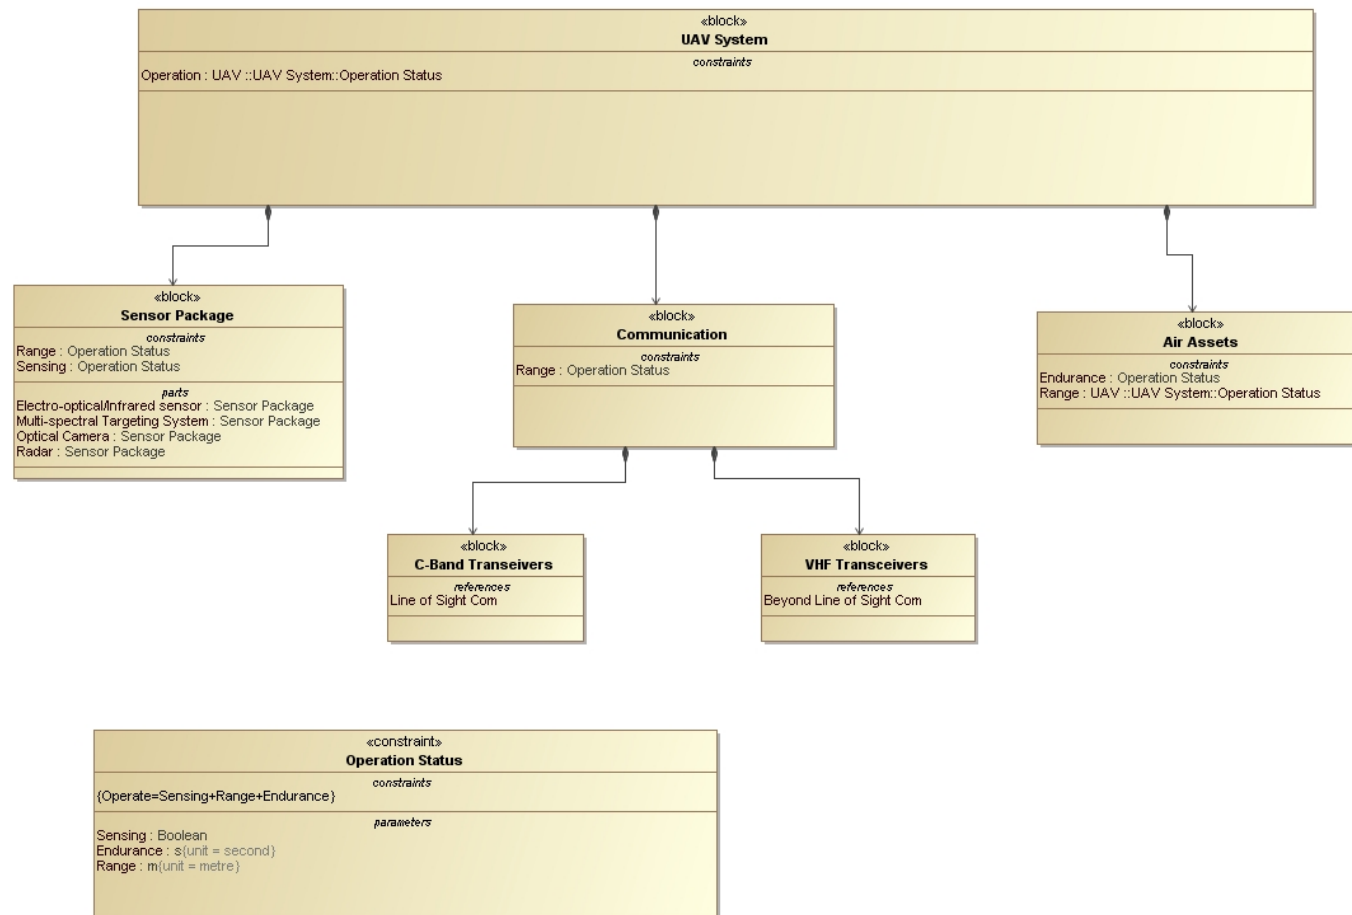 «block»
UAV System
constraints
Operation : UAV ::UAV System::Operation Status
«block»
Sensor Package
constraints
Range : Operation Status
Sensing : Operation Status
parts
Electro-optical/Infrared sensor : Sensor Package
Multi-spectral Targeting System : Sensor Package
Optical Camera : Sensor Package
Radar : Sensor Package
«block»
Communication
constraints
Range : Operation Status
«block»
Air Assets
constraints
Endurance : Operation Status
Range : UAV ::UAV System::Operation Status
«block»
C-Band Transeivers
references
Line of Sight Com
«block»
VHF Transceivers
references
Beyond Line of Sight Com
«constraint»
Operation Status
constraints
{Operate=Sensing+Range+Endurance}
parameters
Sensing : Boolean
Endurance : s{unit = second}
Range : m{unit = metre}